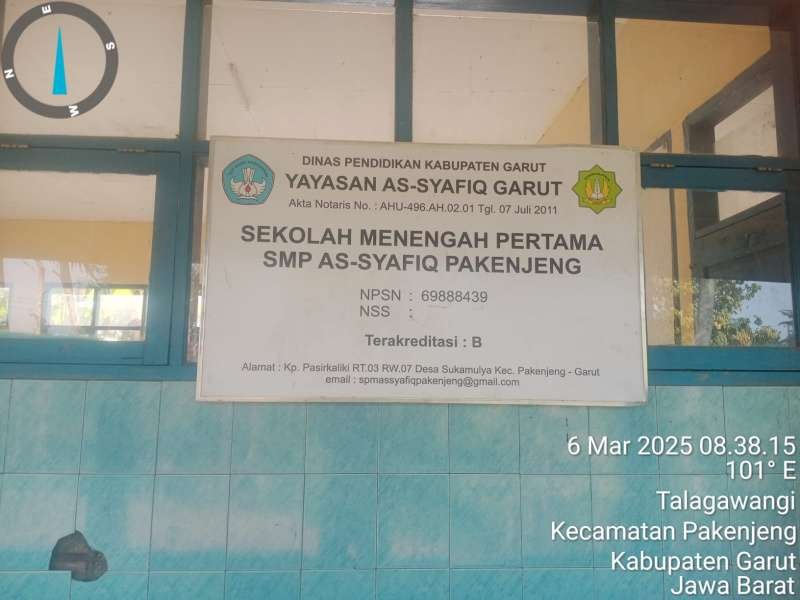 N E S W
DINAS PENDIDIKAN KABUPATEN GARUT
YAYASAN AS-SYAFIQ GARUT
Akta Notaris No. : AHU-496.AH.02.01 Tgl. 07 Juli 2011
SEKOLAH MENENGAH PERTAMA
SMP AS-SYAFIQ PAKENJENG
NPSN : 69888439
NSS :
Terakreditasi : B
Alamat : Kp. Pasirkaliki RT.03 RW.07 Desa Sukamulya Kec. Pakenjeng - Garut
email : spmassyafiqpakenjeng@gmail.com
6 Mar 2025 08.38.15
101° E
Talagawangi
Kecamatan Pakenjeng
Kabupaten Garut
Jawa Barat